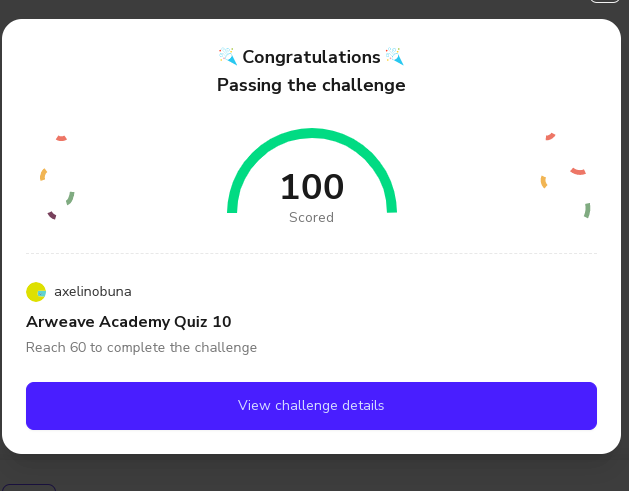 Congratulations
Passing the challenge
100
Scored
axelinobuna
Arweave Academy Quiz 10
Reach 60 to complete the challenge
View challenge details